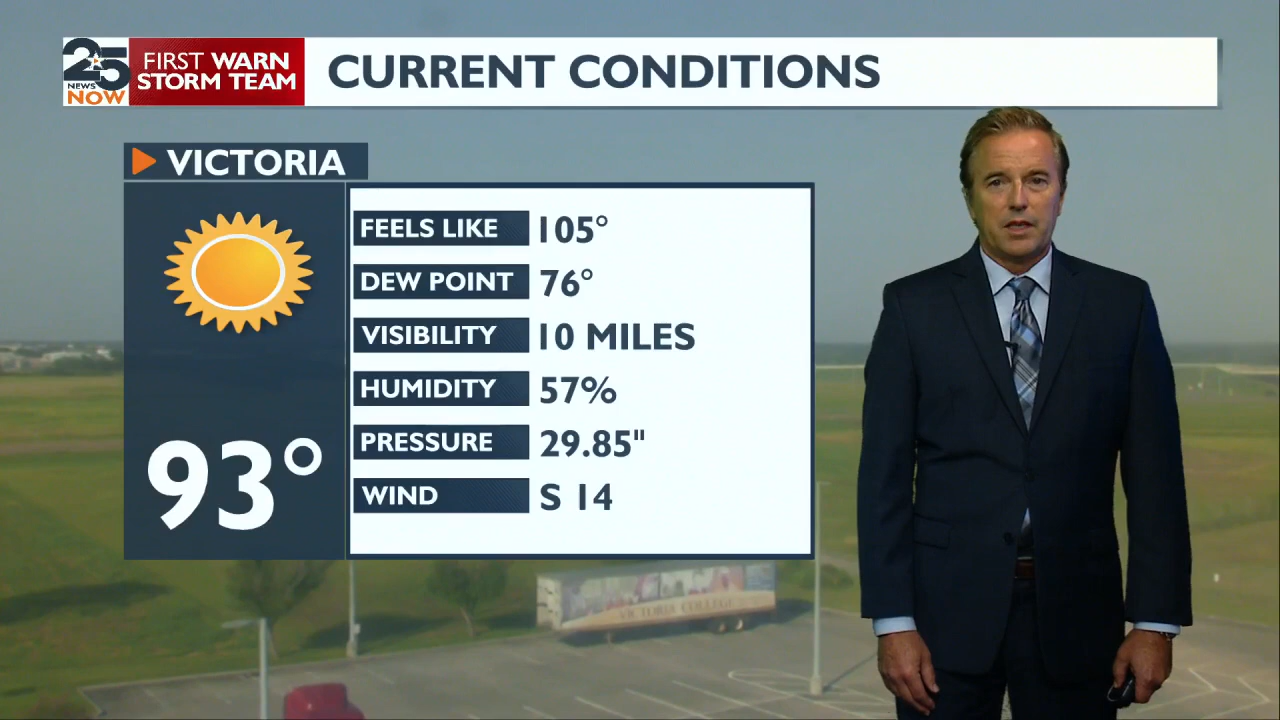 25
NEWS
NOW
FIRST WARN
STORM TEAM
CURRENT CONDITIONS
VICTORIA
93°
FEELS LIKE 105°
DEW POINT 76°
VISIBILITY 10 MILES
HUMIDITY 57%
PRESSURE 29.85"
WIND S 14
VICTORIA COLLEGE